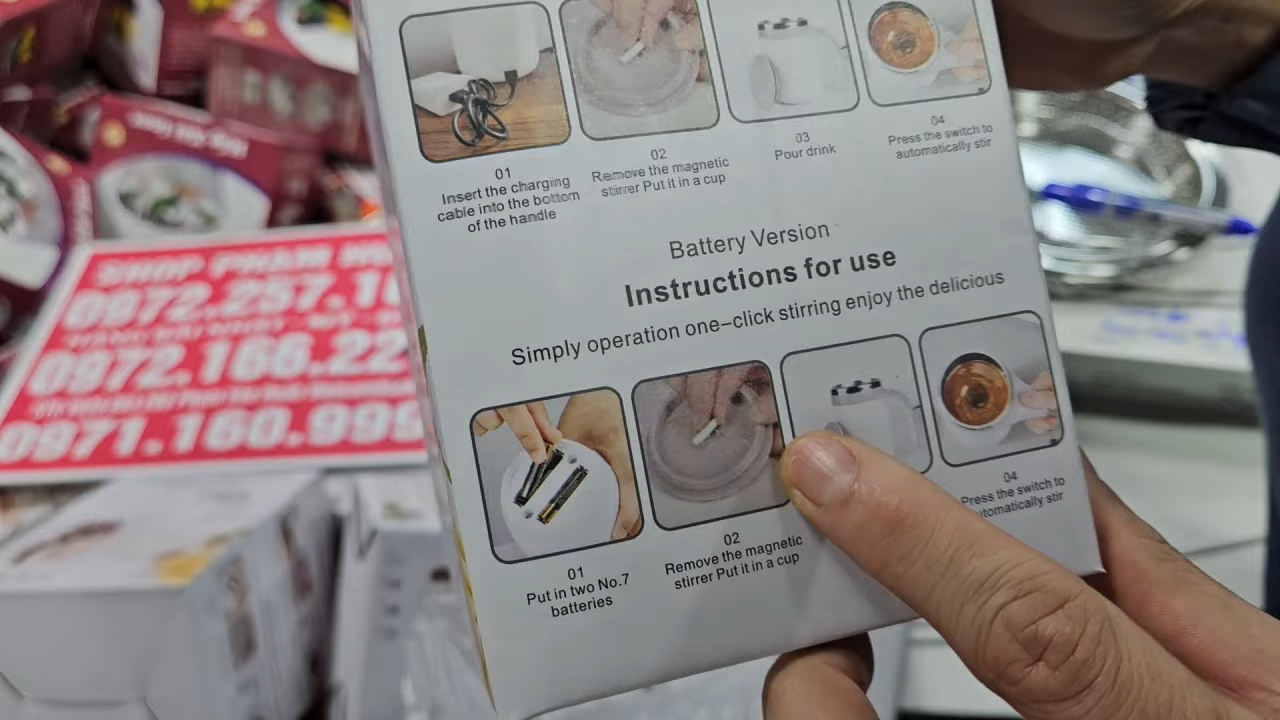 01
Insert the charging
cable into the bottom
of the handle
02
Remove the magnetic
stirrer Put it in a cup
03
Pour drink
04
Press the switch to
automatically stir
Battery Version
Instructions for use
Simply operation one-click stirring enjoy the delicious
01
Put in two No.7
batteries
02
Remove the magnetic
stirrer Put it in a cup
04
Press the switch to
tomatically stir
SHOP PHAM
0972.257.1
0972.166.22
0971.160.999